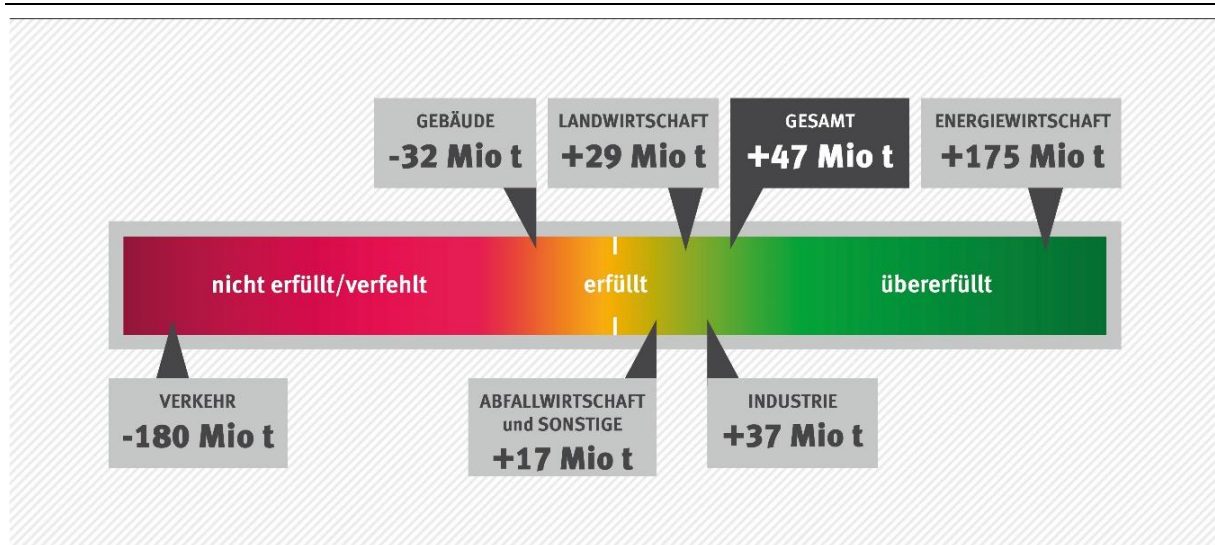 GEBÄUDE
-32 Mio t
LANDWIRTSCHAFT
+29 Mio t
GESAMT
+47 Mio t
ENERGIEWIRTSCHAFT
+175 Mio t
nicht erfüllt/verfehlt
erfüllt
übererfüllt
VERKEHR
-180 Mio t
ABFALLWIRTSCHAFT
und SONSTIGE
+17 Mio t
INDUSTRIE
+37 Mio t